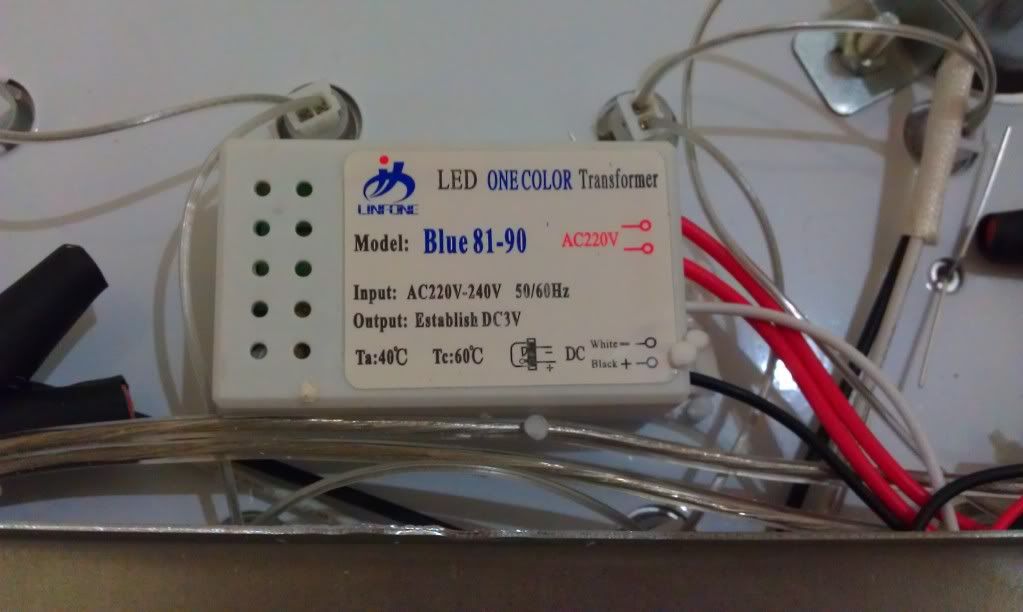 LED ONE COLOR Transformer
LINFONE
Model: Blue 81-90
AC220V
Input: AC220V-240V 50/60Hz
Output: Establish DC3V
Ta:40℃ Tc:60℃
DC
White −
Black +